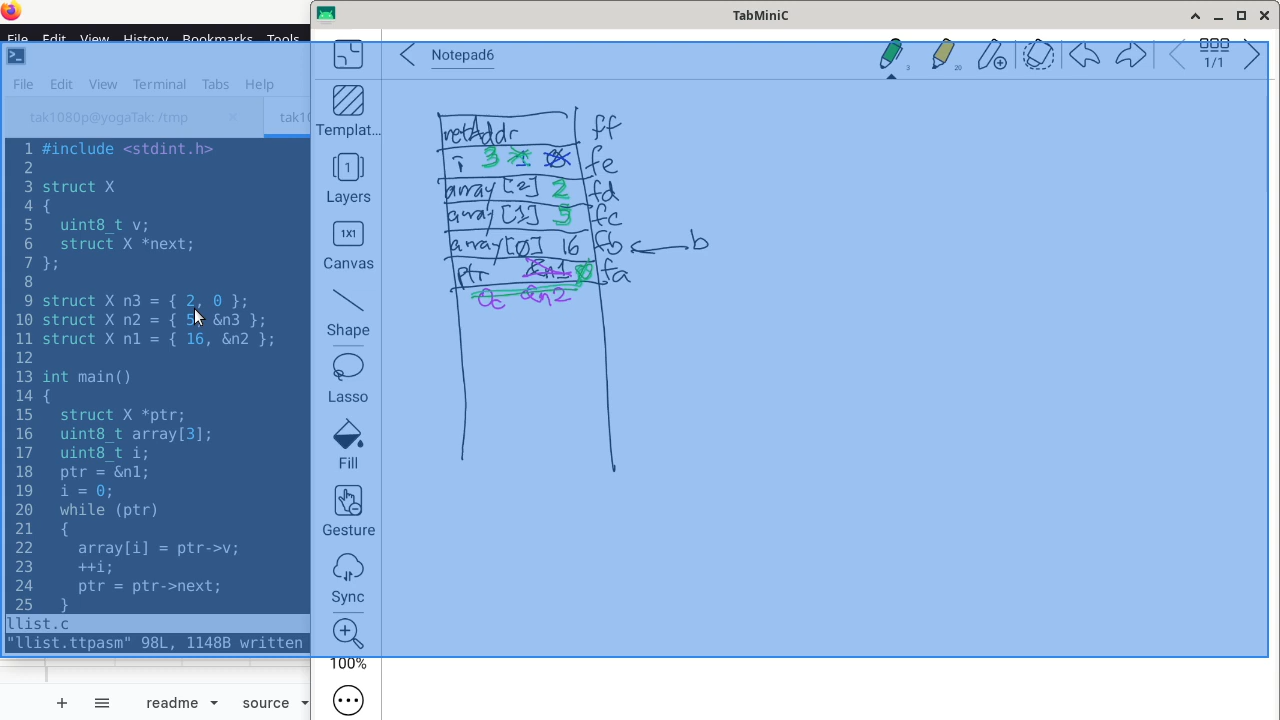 TabMiniC
File Edit View History Bookmarks Tools
Notepad6
3
20
1/1
File Edit View Terminal Tabs Help
tak1080p@yogaTak: /tmp
tak10
1 #include <stdint.h>
2
3 struct X
4 {
5 uint8_t v;
6 struct X *next;
7 };
8
9 struct X n3 = { 2, 0 };
10 struct X n2 = { 5, &n3 };
11 struct X n1 = { 16, &n2 };
12
13 int main()
14 {
15 struct X *ptr;
16 uint8_t array[3];
17 uint8_t i;
18 ptr = &n1;
19 i = 0;
20 while (ptr)
21 {
22 array[i] = ptr->v;
23 ++i;
24 ptr = ptr->next;
25 }
llist.c
"llist.ttpasm" 98L, 1148B written
Templat...
1
Layers
1X1
Canvas
Shape
Lasso
Fill
Gesture
Sync
100%
retAddr ff
i 3 fe
array [2] 2 fd
array [1] 5 fc
array[0] 16 fb b
ptr &n1 0 fa
&n2
+ readme source